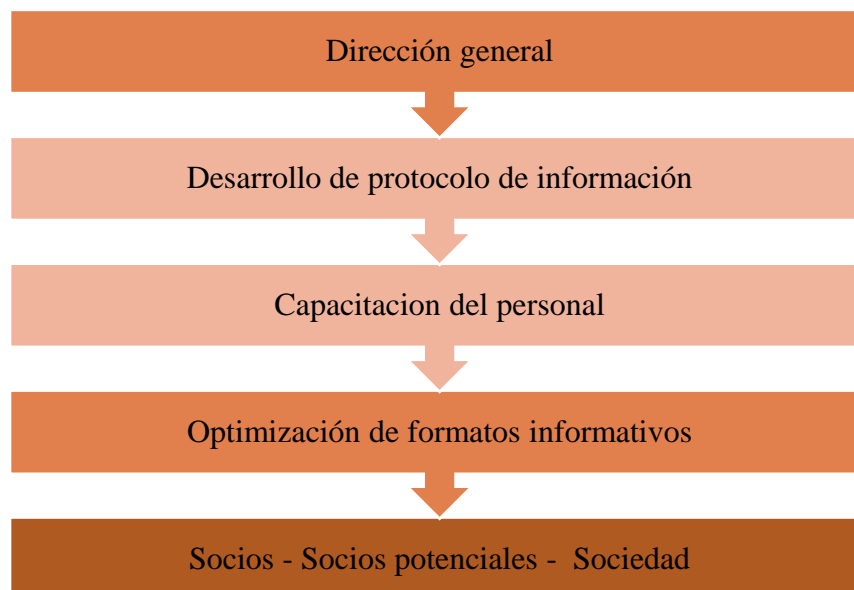 Dirección general
Desarrollo de protocolo de información
Capacitacion del personal
Optimización de formatos informativos
Socios - Socios potenciales -  Sociedad